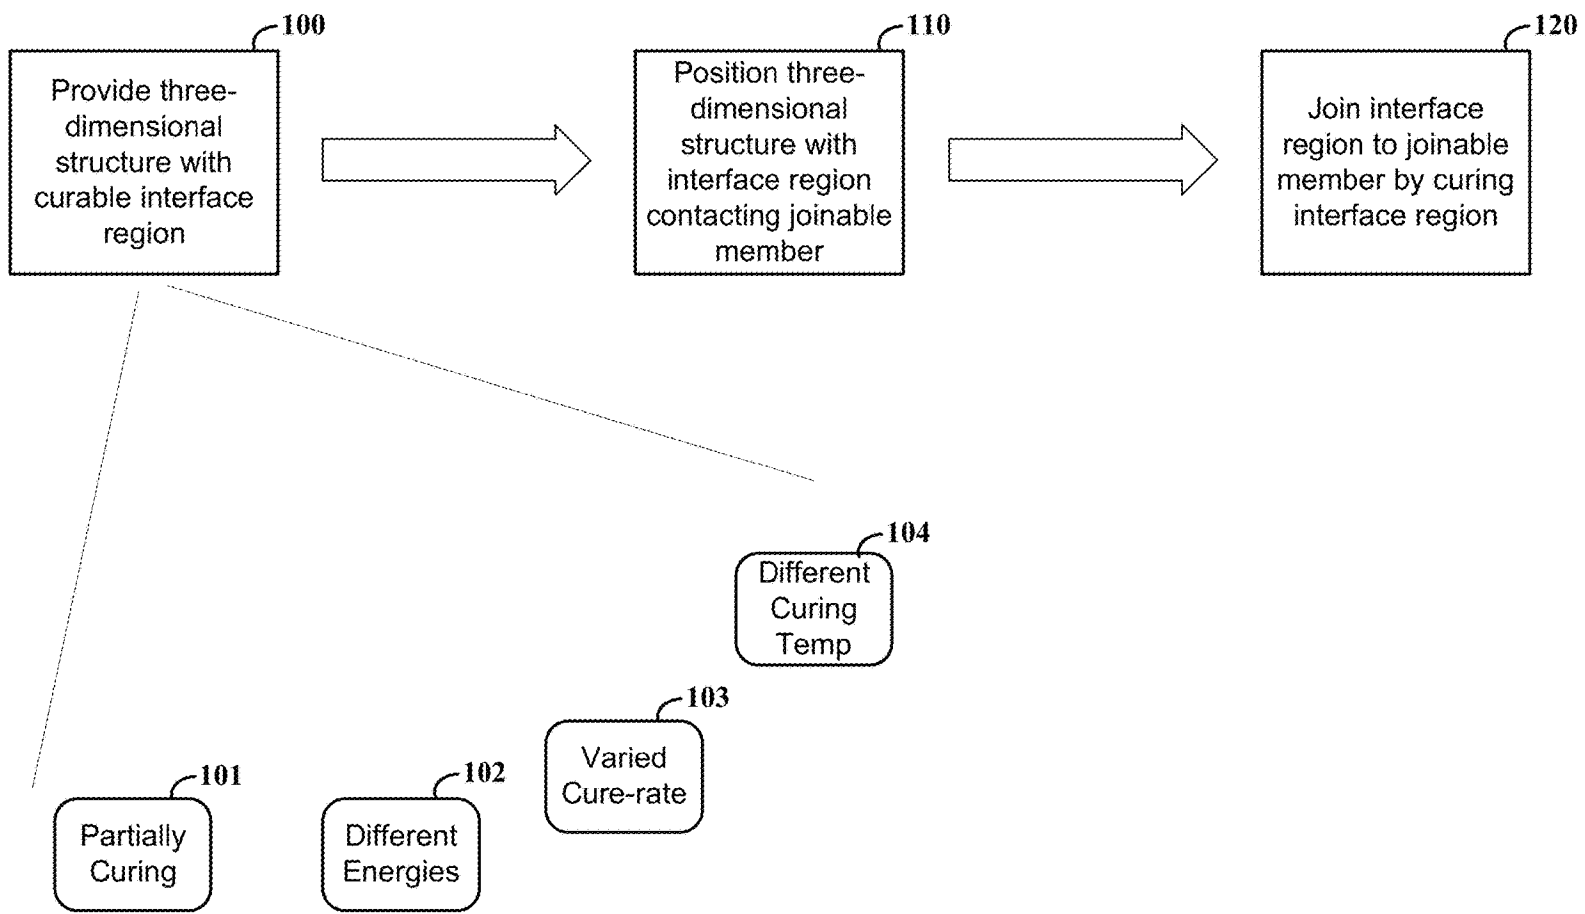 100
Provide three-
dimensional
structure with
curable interface
region
110
Position three-
dimensional
structure with
interface region
contacting joinable
member
120
Join interface
region to joinable
member by curing
interface region
104
Different
Curing
Temp
103
Varied
Cure-rate
101
Partially
Curing
102
Different
Energies